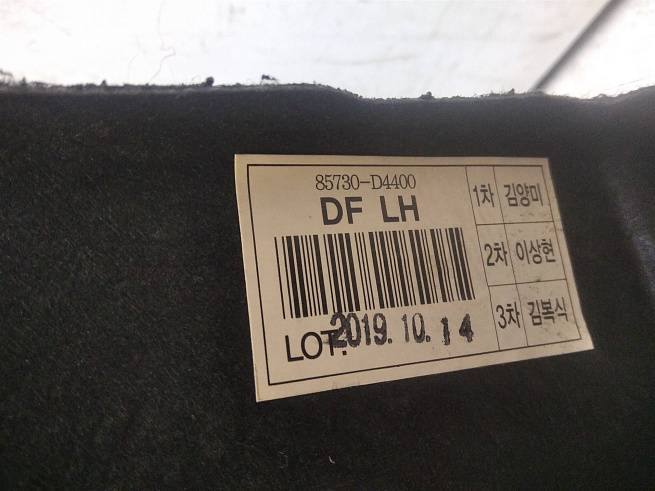 85730-D4400
DF LH
LOT. 2019. 10. 14
1차 김양미
2차 이상현
3차 김복식